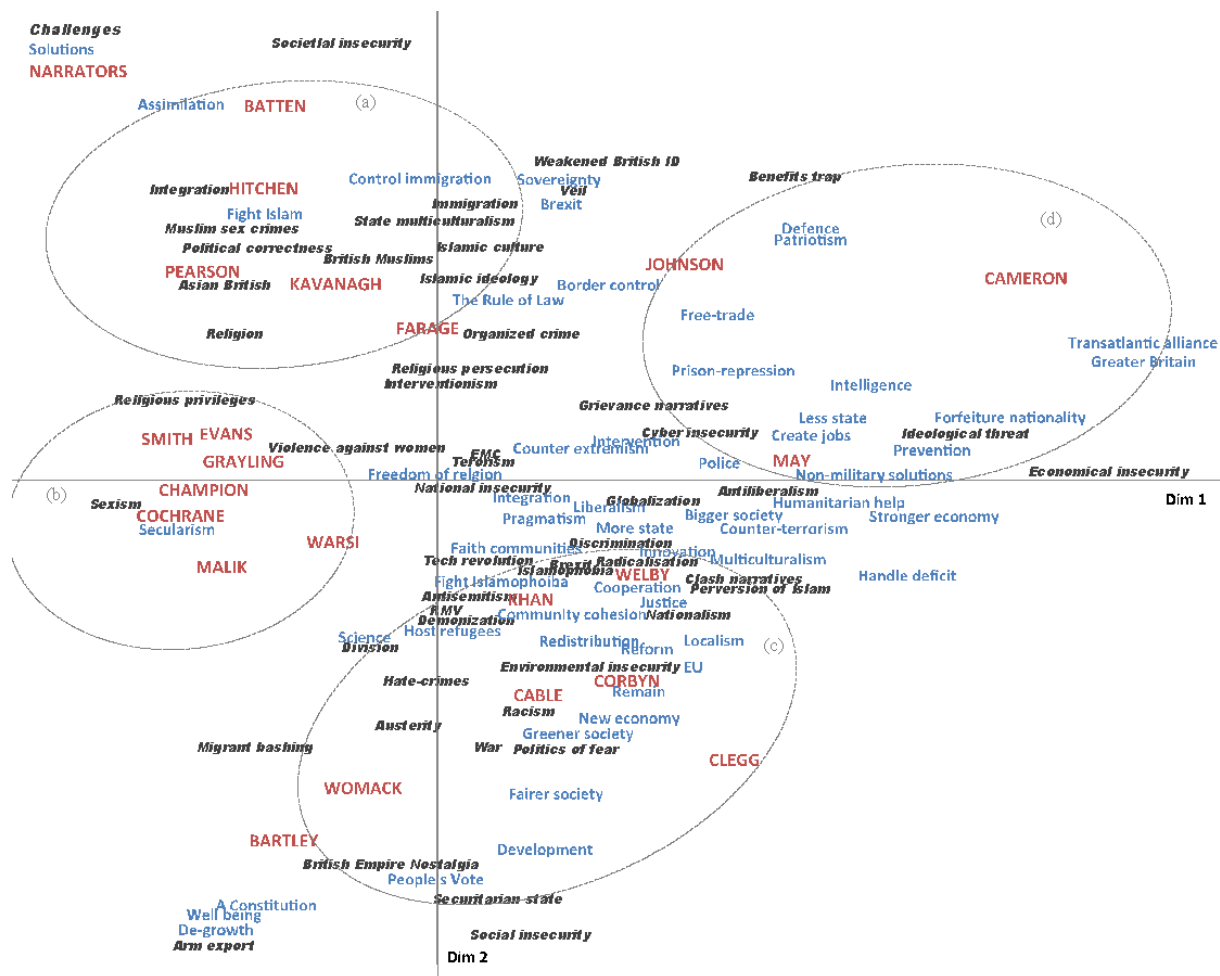 Challenges
Solutions
NARRATORS
Societial insecurity
Assimilation
BATTEN
(a)
Weakened British ID
Control immigration
Sovereignty
Benefits trap
Integration
HITCHEN
Veil
Immigration
Brexit
Fight Islam
State multiculturalism
(d)
Muslim sex crimes
Defence
Patriotism
Political correctness
Islamic culture
British Muslims
PEARSON
JOHNSON
CAMERON
Asian British
KAVANAGH
Islamic ideology
Border control
The Rule of Law
Free-trade
FARAGE
Religion
Organized crime
Transatlantic alliance
Greater Britain
Religious persecution
Prison-repression
Interventionism
Intelligence
Religious privileges
Grievance narratives
Less state
Forfeiture nationality
SMITH
EVANS
Cyber insecurity
Create jobs
Ideological threat
Violence against women
Intervention
Counter extremism
Prevention
EMC
GRAYLING
Terorism
Police
MAY
Freedom of religion
Non-military solutions
Economical insecurity
CHAMPION
National insecurity
Antiliberalism
(b)
Integration
Globalization
Humanitarian help
Dim 1
Sexism
Liberalism
COCHRANE
Pragmatism
Bigger society
Stronger economy
Secularism
More state
Counter-terrorism
WARSI
Faith communities
Discrimination
Innovation
Tech revolution
Brexit
Radicalisation
Multiculturalism
MALIK
Islamophobia
WELBY
Clash narratives
Handle deficit
Fight Islamophoiba
Cooperation
Perversion of Islam
Antisemitism
RHAN
Justice
RMV
Community cohesion
Nationalism
Demonization
Science
Host refugees
Redistribution
Localism
Division
Reform
(c)
Environmental insecurity
EU
Hate-crimes
CORBYN
CABLE
Remain
Racism
Austerity
New economy
Greener society
Migrant bashing
War
Politics of fear
CLEGG
WOMACK
Fairer society
BARTLEY
Development
British Empire Nostalgia
People's Vote
Securitarian state
A Constitution
Well being
De-growth
Social insecurity
Arm export
Dim 2